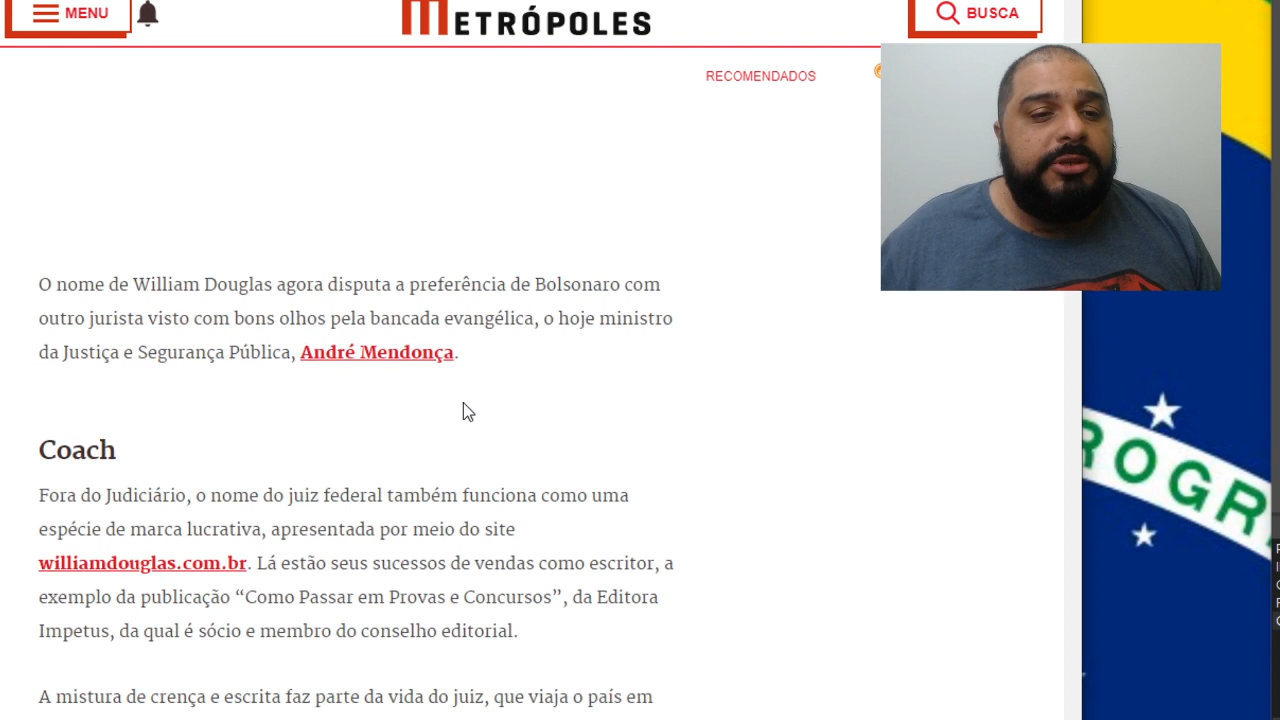 MENU
METRÓPOLES
BUSCA
RECOMENDADOS
O nome de William Douglas agora disputa a preferência de Bolsonaro com
outro jurista visto com bons olhos pela bancada evangélica, o hoje ministro
da Justiça e Segurança Pública, André Mendonça.
Coach
Fora do Judiciário, o nome do juiz federal também funciona como uma
espécie de marca lucrativa, apresentada por meio do site
williamdouglas.com.br. Lá estão seus sucessos de vendas como escritor, a
exemplo da publicação “Como Passar em Provas e Concursos”, da Editora
Impetus, da qual é sócio e membro do conselho editorial.
A mistura de crença e escrita faz parte da vida do juiz, que viaja o país em
ROGR